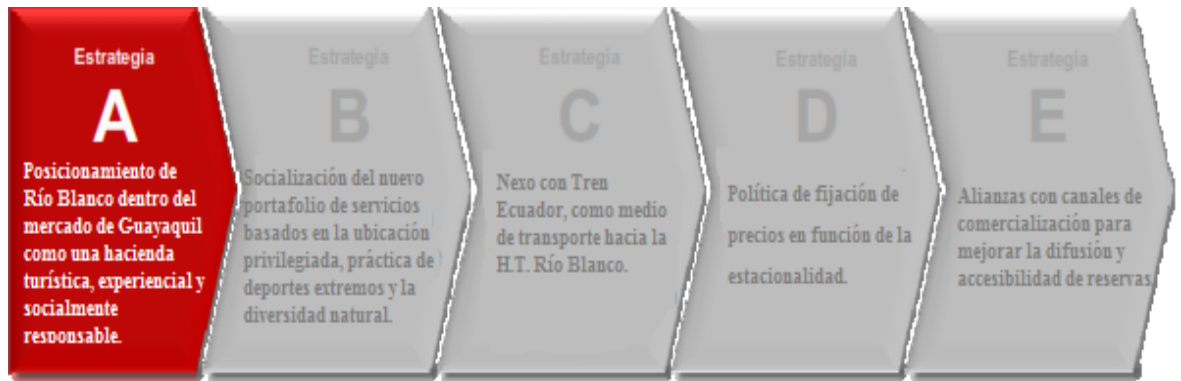 Estrategia
A
Posicionamiento de
Río Blanco dentro del
mercado de Guayaquil
como una hacienda
turística, experiencial y
socialmente
responsable.
Estrategia
B
Socialización del nuevo
portafolio de servicios
basados en la ubicación
privilegiada, práctica de
deportes extremos y la
diversidad natural.
Estrategia
C
Nexo con Tren
Ecuador, como medio
de transporte hacia la
H.T. Río Blanco.
Estrategia
D
Política de fijación de
precios en función de la
estacionalidad.
Estrategia
E
Alianzas con canales de
comercialización para
mejorar la difusión y
accesibilidad de reservas.